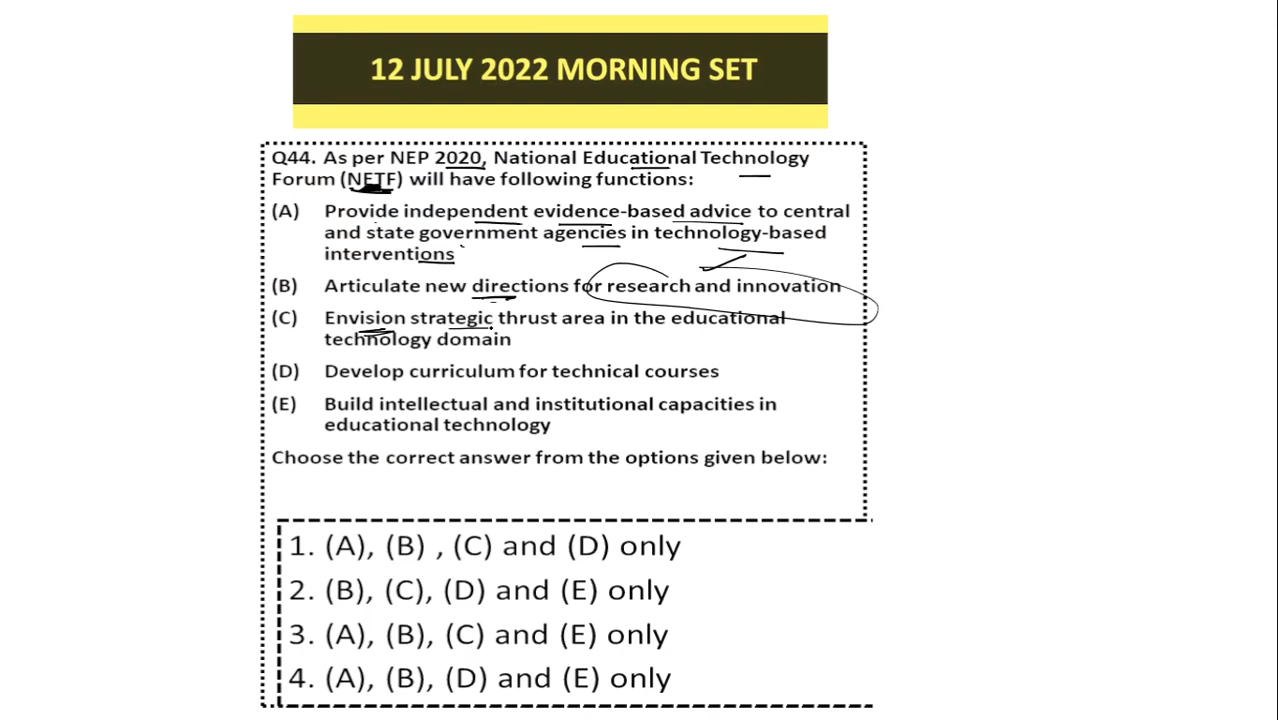 12 JULY 2022 MORNING SET
Q44. As per NEP 2020, National Educational Technology
Forum (NETF) will have following functions:
(A) Provide independent evidence-based advice to central
and state government agencies in technology-based
interventions
(B) Articulate new directions for research and innovation
(C) Envision strategic thrust area in the educational
technology domain
(D) Develop curriculum for technical courses
(E) Build intellectual and institutional capacities in
educational technology
Choose the correct answer from the options given below:
1. (A), (B) , (C) and (D) only
2. (B), (C), (D) and (E) only
3. (A), (B), (C) and (E) only
4. (A), (B), (D) and (E) only